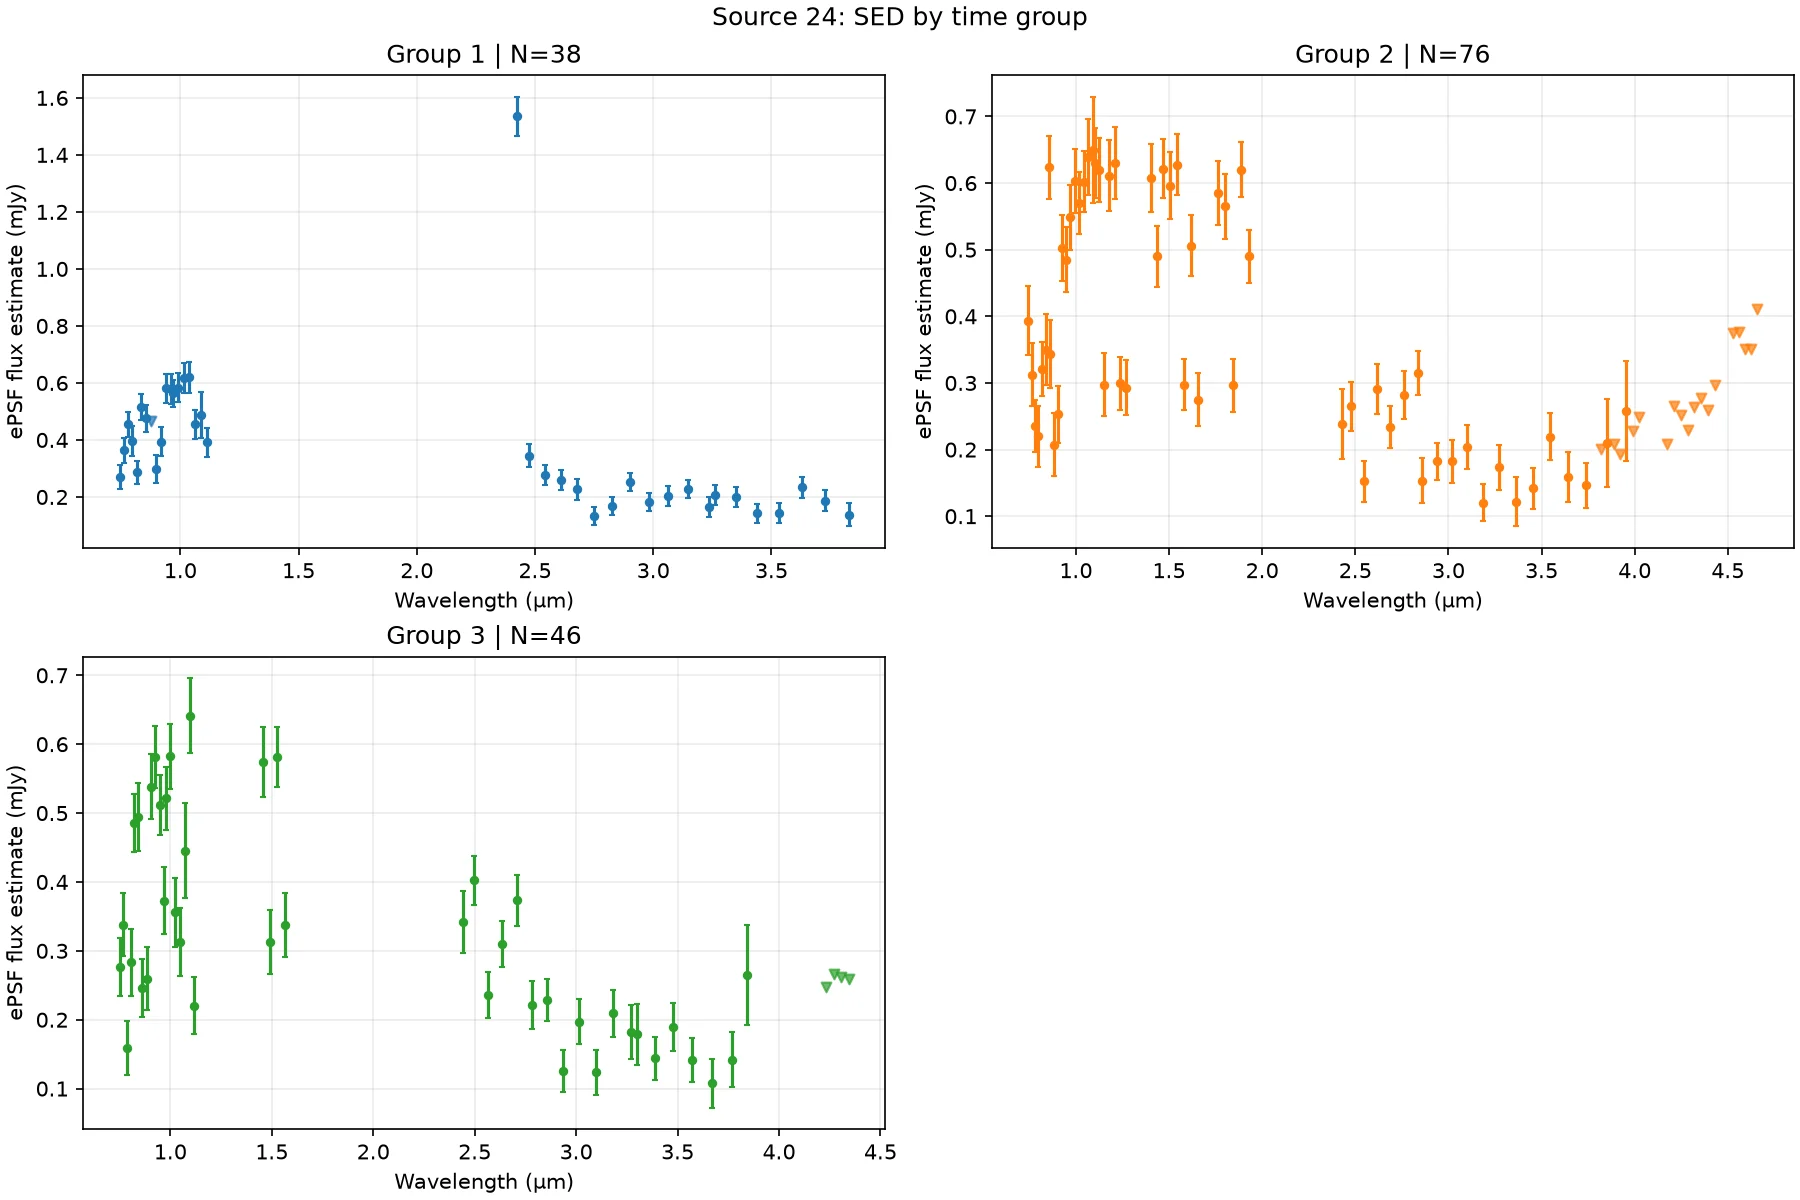 Source 24: SED by time group
Group 1 | N=38
ePSF flux estimate (mJy)
1.6
1.4
1.2
1.0
0.8
0.6
0.4
0.2
1.0 1.5 2.0 2.5 3.0 3.5
Wavelength (μm)
Group 2 | N=76
ePSF flux estimate (mJy)
0.7
0.6
0.5
0.4
0.3
0.2
0.1
1.0 1.5 2.0 2.5 3.0 3.5 4.0 4.5
Wavelength (μm)
Group 3 | N=46
ePSF flux estimate (mJy)
0.7
0.6
0.5
0.4
0.3
0.2
0.1
1.0 1.5 2.0 2.5 3.0 3.5 4.0 4.5
Wavelength (μm)